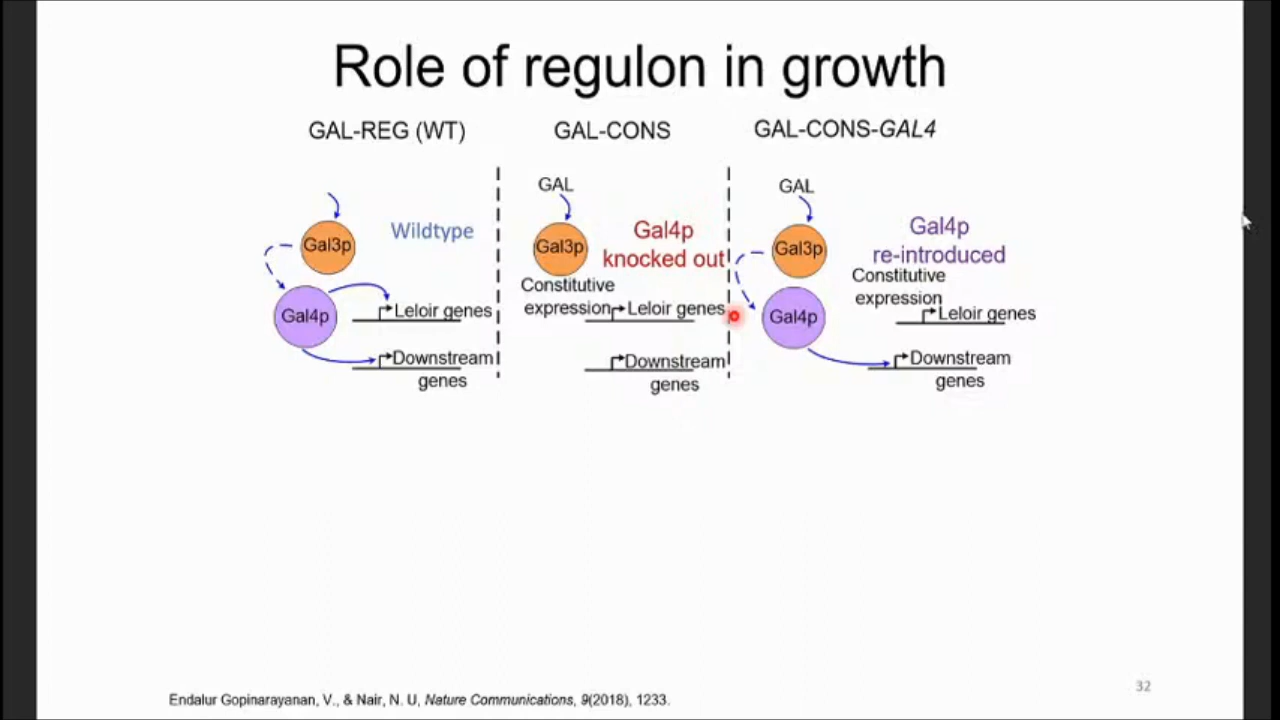 Role of regulon in growth
GAL-REG (WT)
Wildtype
Gal3p
Gal4p
Leloir genes
Downstream
genes
GAL-CONS
GAL
Gal3p
Gal4p
knocked out
Constitutive
expression
Leloir genes
Downstream
genes
GAL-CONS-GAL4
GAL
Gal3p
Gal4p
re-introduced
Constitutive
expression
Gal4p
Leloir genes
Downstream
genes
32
Endalur Gopinarayanan, V., & Nair, N. U, Nature Communications, 9(2018), 1233.